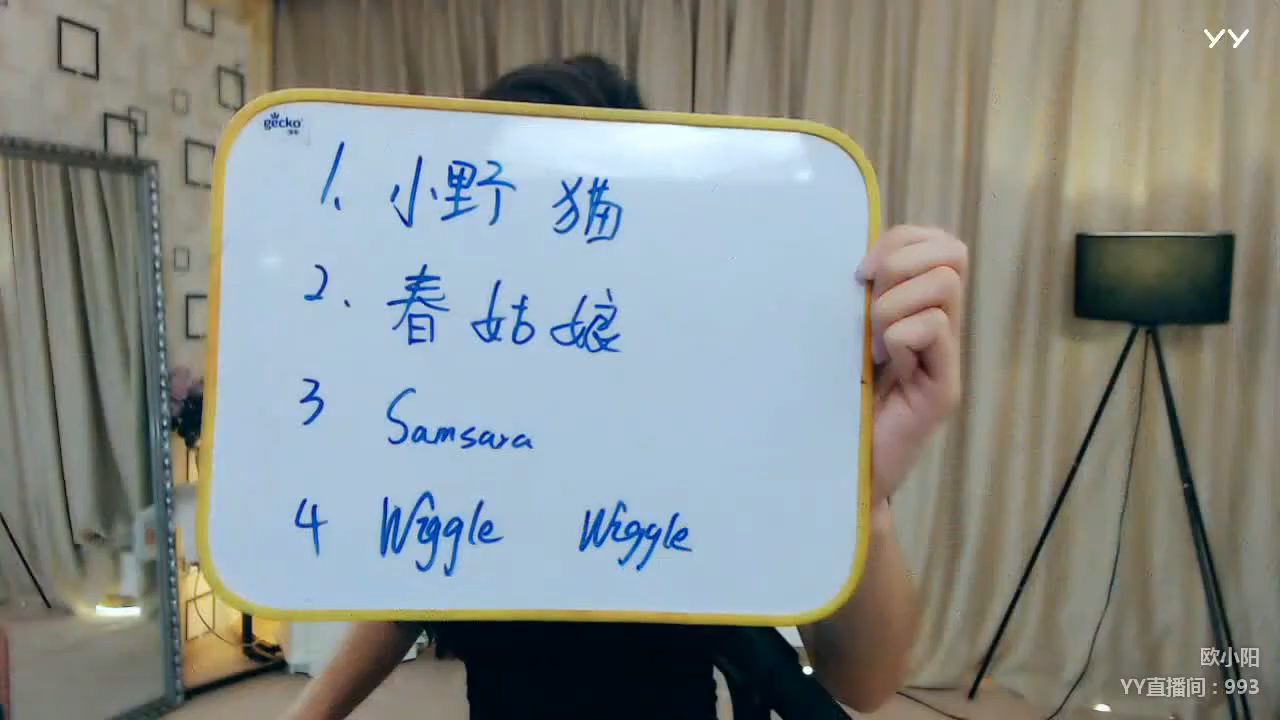 YY
gecko
1. 小野猫
2. 春姑娘
3 Samsara
4 Wiggle Wiggle
欧小阳
YY直播间：993